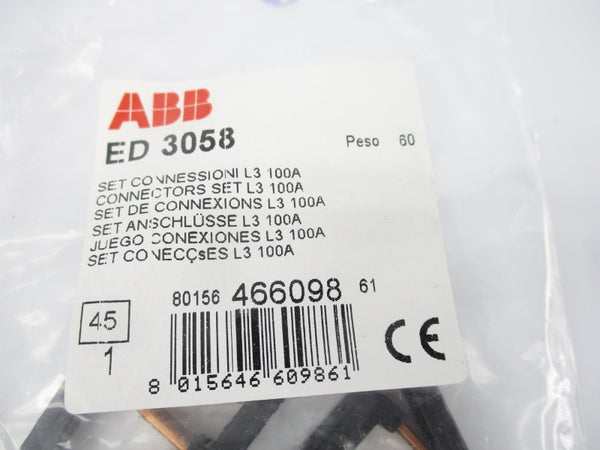 ABB
ED 3058
Peso 60
SET CONNESSIONI L3 100A
CONNECTORS SET L3 100A
SET DE CONNEXIONS L3 100A
SET ANSCHLÜSSE L3 100A
JUEGO CONEXIONES L3 100A
SET CONECÇsES L3 100A
80156 466098 61
45
1
CE
8 015646 609861